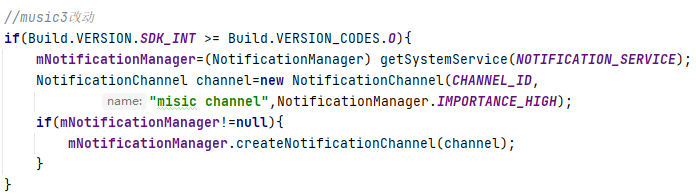 //music3改动
if(Build.VERSION.SDK_INT >= Build.VERSION_CODES.O){
    mNotificationManager=(NotificationManager) getSystemService(NOTIFICATION_SERVICE);
    NotificationChannel channel=new NotificationChannel(CHANNEL_ID,
            name: "misic channel",NotificationManager.IMPORTANCE_HIGH);
    if(mNotificationManager!=null){
        mNotificationManager.createNotificationChannel(channel);
    }
}